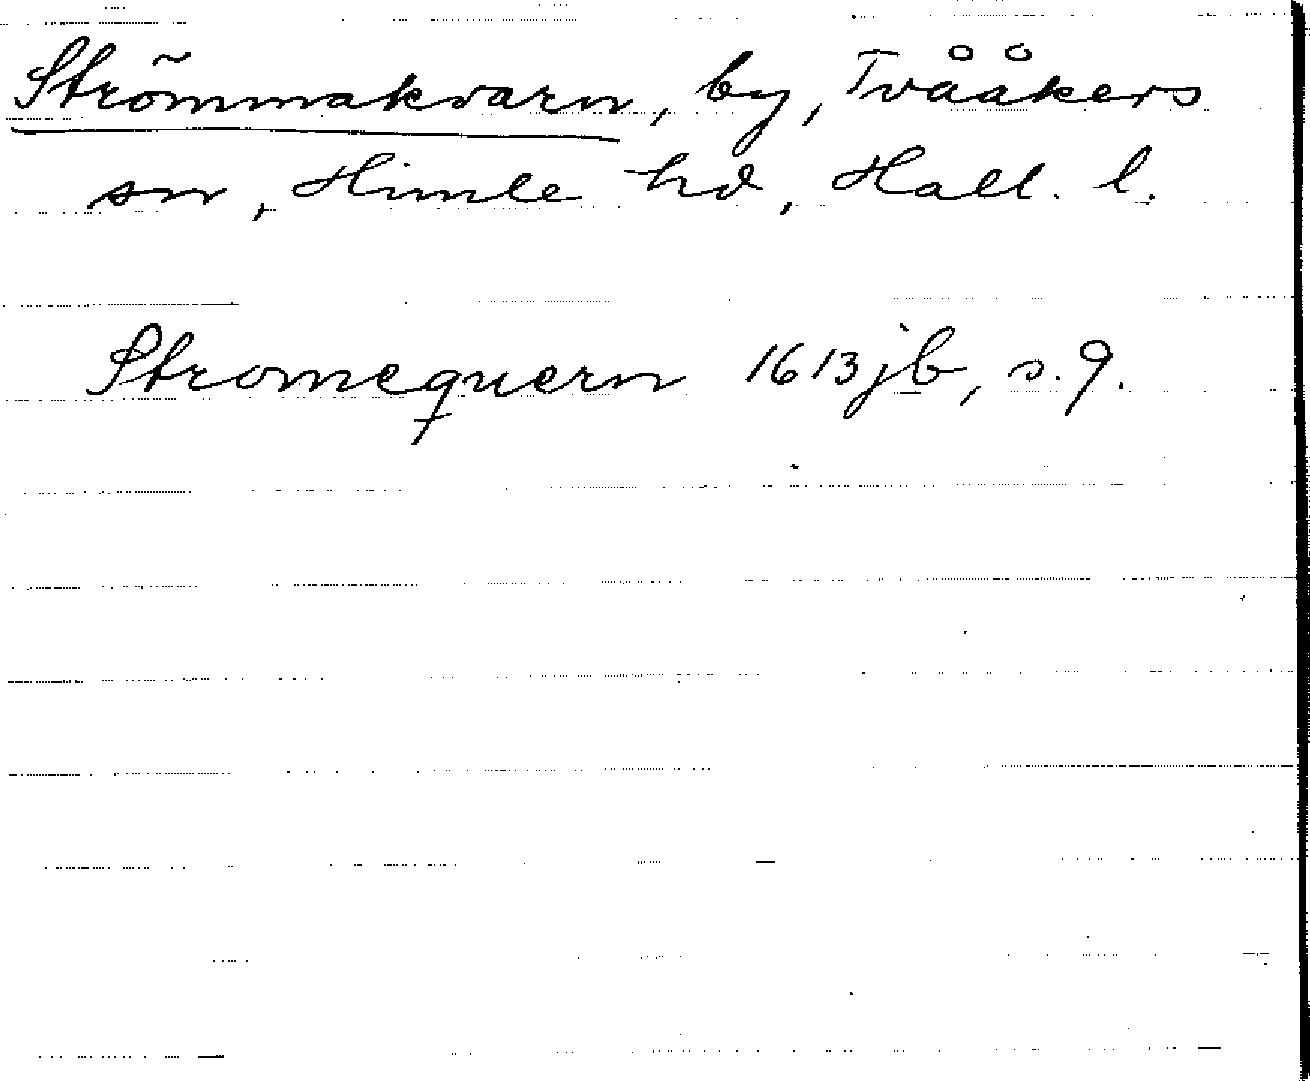 Strömmakvarn, by, Tvååkers
sn, Himle hd, Hall. l.
Stromequern 1613 jb, s. 9.